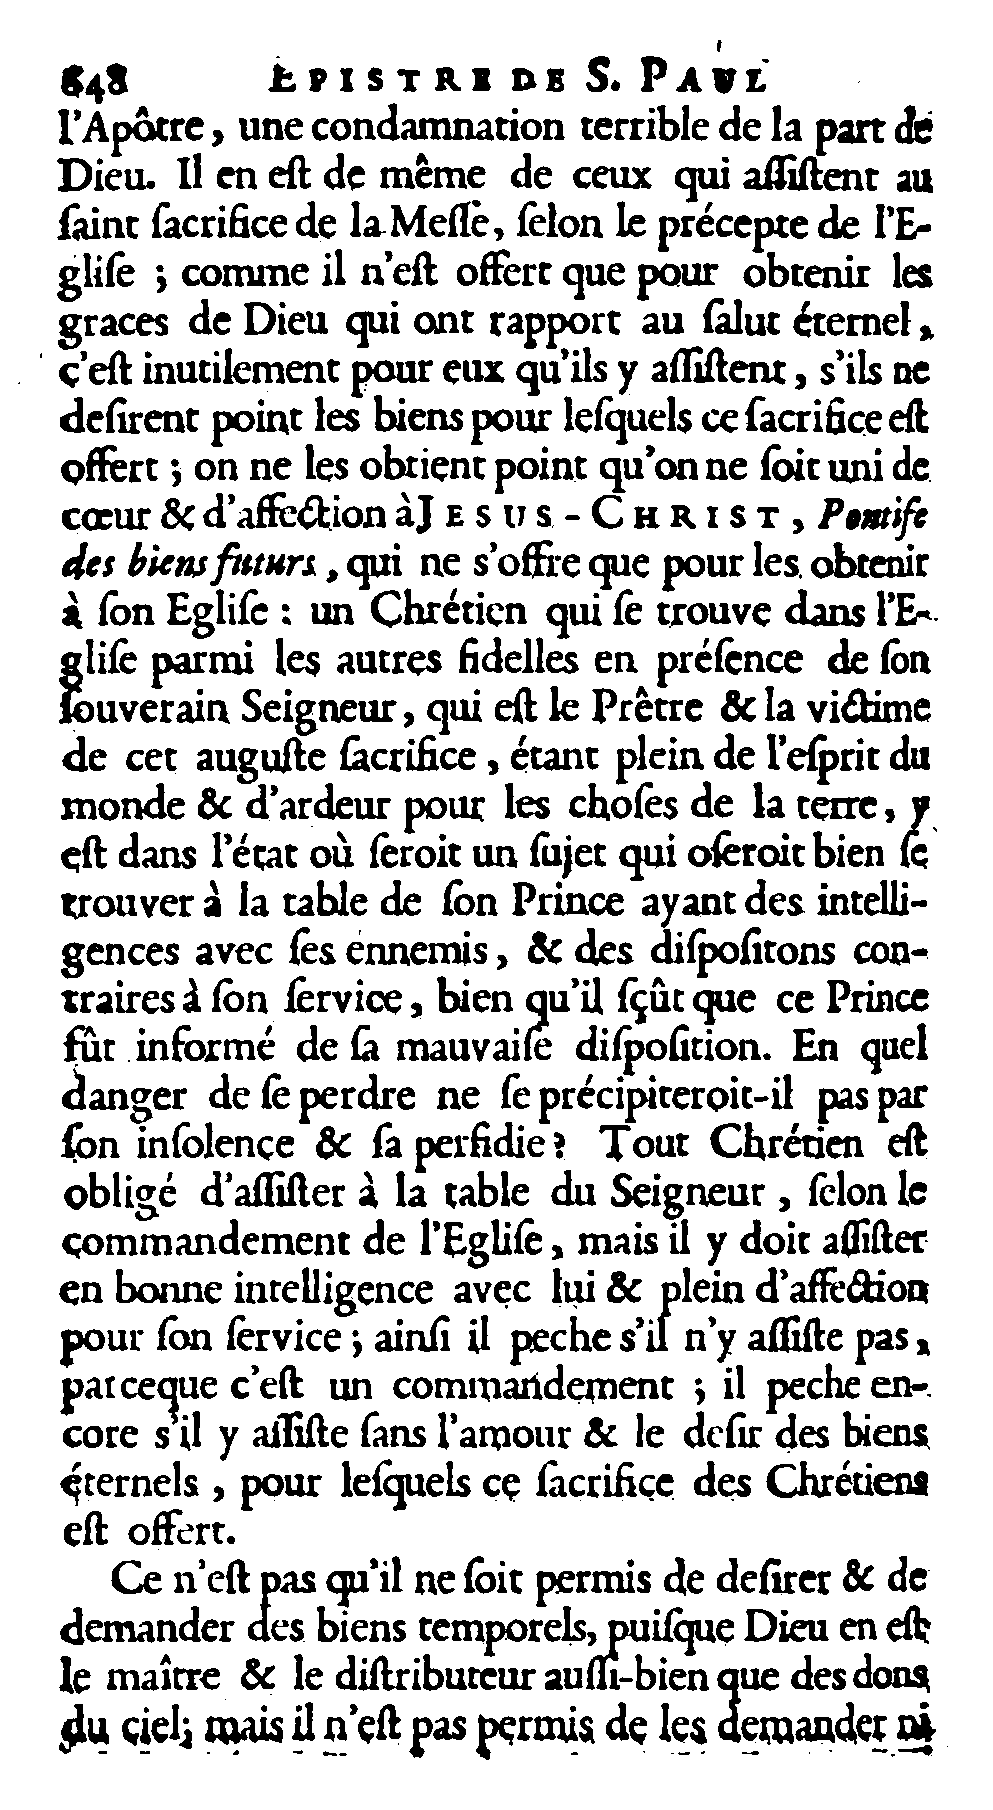 648 EPISTRE DE S. PAUL
l'Apôtre, une condamnation terrible de la part de
Dieu. Il en eſt de même de ceux qui aſſiſtent au
ſaint ſacrifice de la Meſſe, ſelon le précepte de l'E-
gliſe ; comme il n'eſt offert que pour obtenir les
graces de Dieu qui ont rapport au ſalut éternel,
c'eſt inutilement pour eux qu'ils y aſſiſtent, s'ils ne
deſirent point les biens pour leſquels ce ſacrifice eſt
offert ; on ne les obtient point qu'on ne ſoit uni de
cœur & d'affection à JESUS-CHRIST, Pontife
des biens futurs, qui ne s'offre que pour les obtenir
à ſon Egliſe : un Chrétien qui ſe trouve dans l'E-
gliſe parmi les autres fidelles en préſence de ſon
ſouverain Seigneur, qui eſt le Prêtre & la victime
de cet auguſte ſacrifice, étant plein de l'eſprit du
monde & d'ardeur pour les choſes de la terre, y
eſt dans l'état où ſeroit un ſujet qui oſeroit bien ſe
trouver à la table de ſon Prince ayant des intelli-
gences avec ſes ennemis, & des diſpoſitons con-
traires à ſon ſervice, bien qu'il ſçût que ce Prince
fût informé de ſa mauvaiſe diſpoſition. En quel
danger de ſe perdre ne ſe précipiteroit-il pas par
ſon inſolence & ſa perfidie? Tout Chrétien eſt
obligé d'aſſiſter à la table du Seigneur, ſelon le
commandement de l'Egliſe, mais il y doit aſſiſter
en bonne intelligence avec lui & plein d'affection
pour ſon ſervice ; ainſi il peche s'il n'y aſſiſte pas,
parceque c'eſt un commandement ; il peche en-
core s'il y aſſiſte ſans l'amour & le deſir des biens
éternels, pour leſquels ce ſacrifice des Chrétiens
eſt offert.
Ce n'eſt pas qu'il ne ſoit permis de deſirer & de
demander des biens temporels, puiſque Dieu en eſt
le maître & le diſtributeur auſſi-bien que des dons
du ciel; mais il n'eſt pas permis de les demander ni